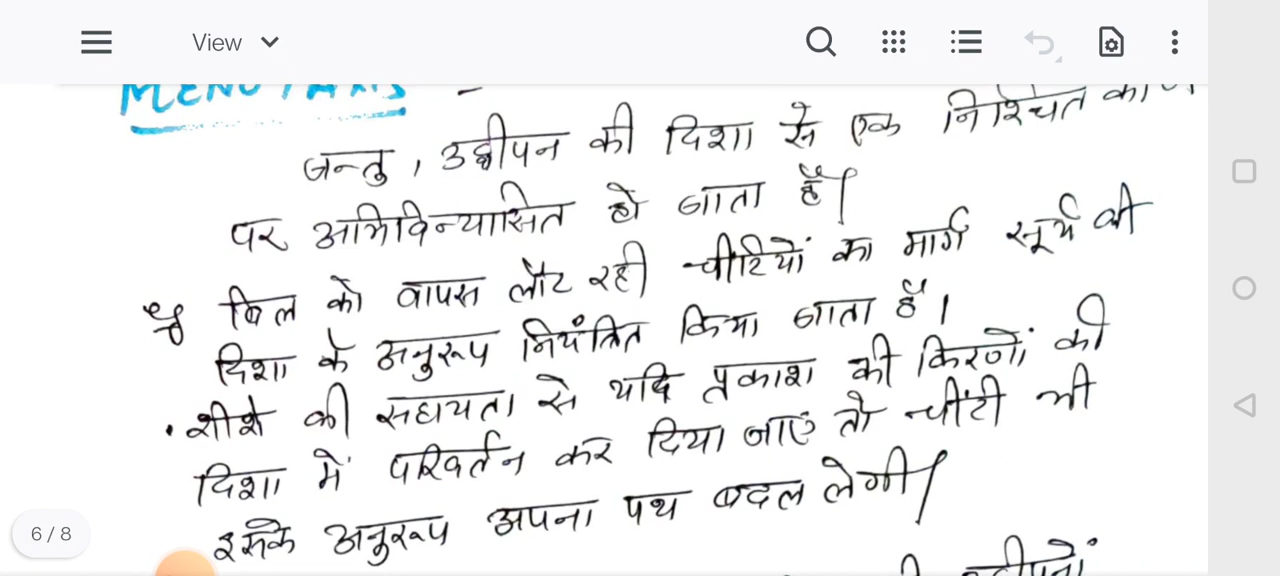 View
MENOTAXIS -
जन्तु, उद्दीपन की दिशा से एक निश्चित कोण
पर अभिविन्यासित हो जाता है।
बिल को वापस लौट रही चींटियों का मार्ग सूर्य की
दिशा के अनुरूप नियंत्रित किया जाता है।
• शीशे की सहायता से यदि प्रकाश की किरणों की
दिशा में परिवर्तन कर दिया जाएं तो चींटी भी
इसके अनुरूप अपना पथ बदल लेगी।
6 / 8